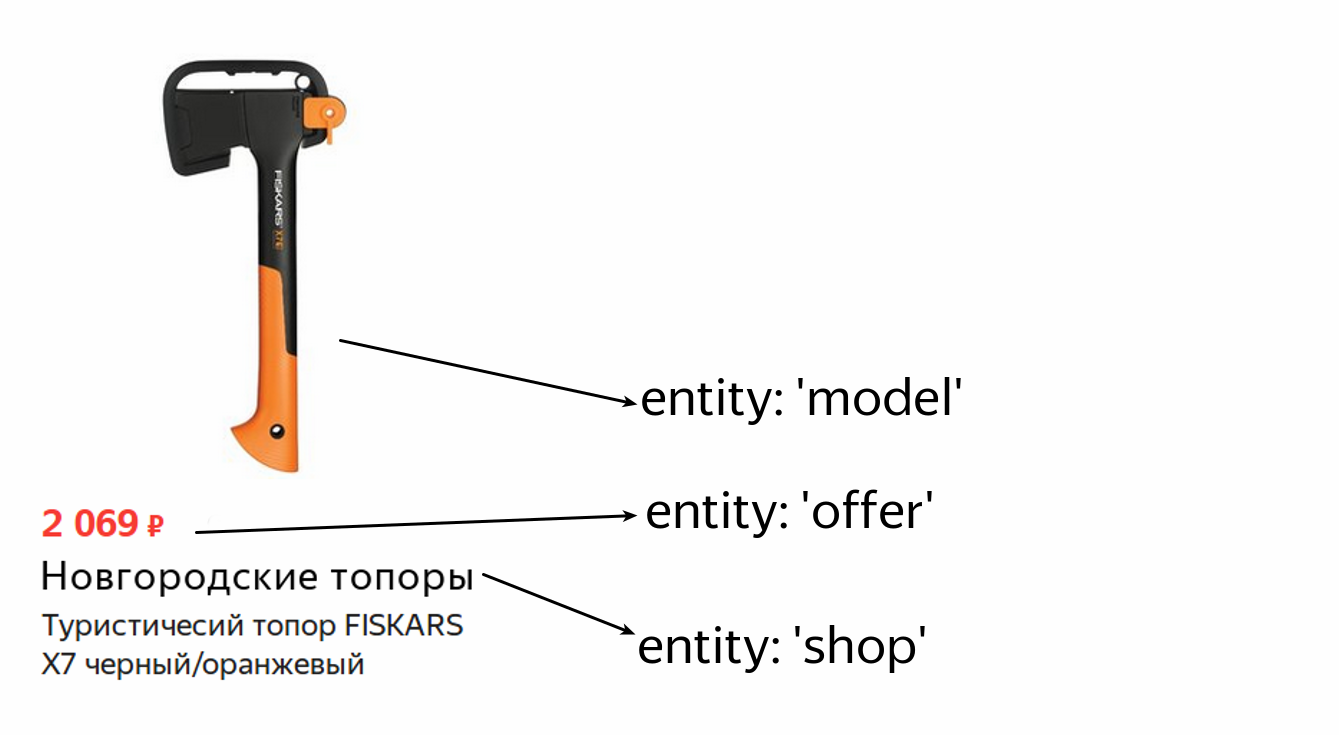 FISKARS X7
entity: 'model'
2 069 ₽
entity: 'offer'
Новгородские топоры
entity: 'shop'
Туристичесий топор FISKARS
X7 черный/оранжевый